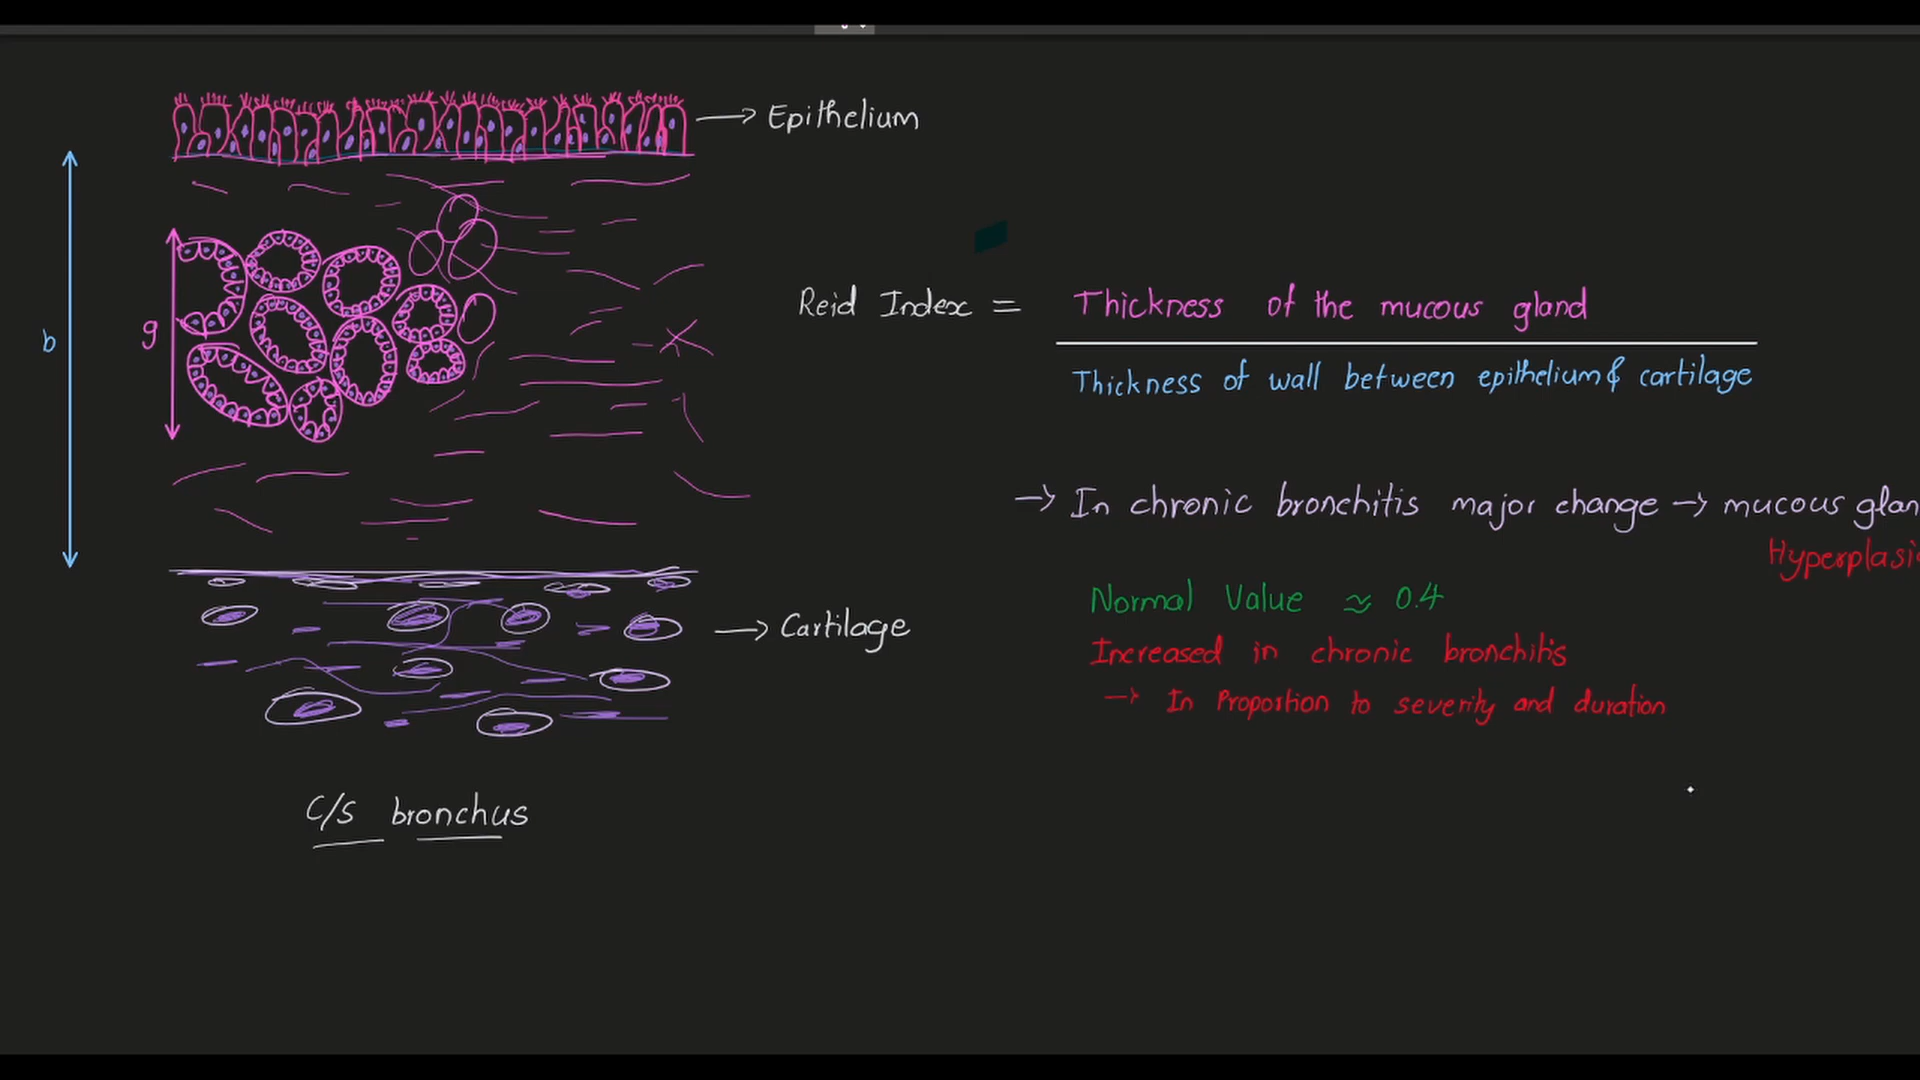 Epithelium
b
g
Reid Index = Thickness of the mucous gland
Thickness of wall between epithelium & cartilage
→ In chronic bronchitis major change → mucous glan
Hyperplasi
Normal Value ≈ 0.4
Increased in chronic bronchitis
→ In Proportion to severity and duration
Cartilage
C/S bronchus